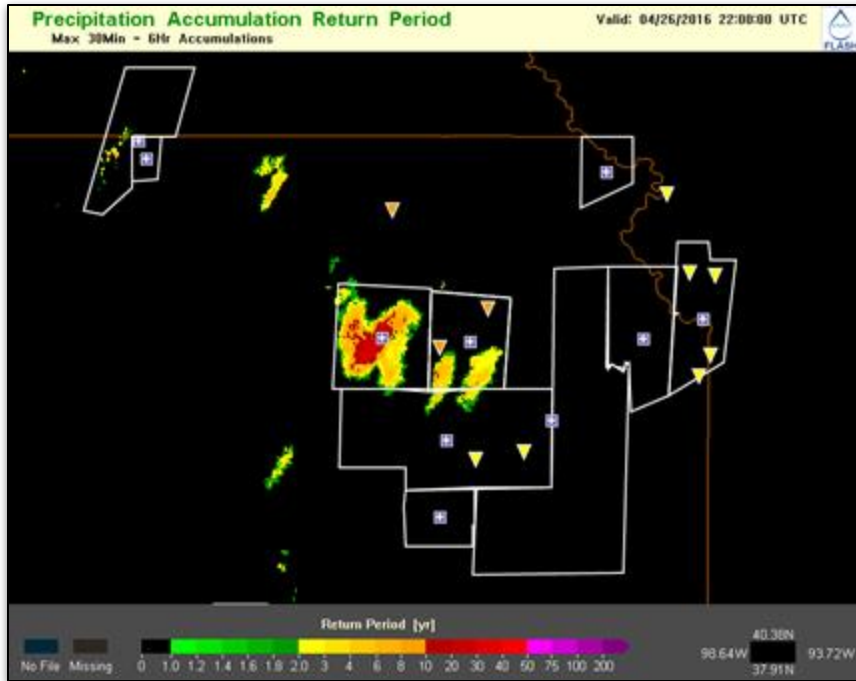 Precipitation Accumulation Return Period
Valid: 04/26/2016 22:00:00 UTC
Max 30Min - 6Hr Accumulations
FLASH
Return Period [yr]
No File Missing 0 1.0 1.2 1.4 1.6 1.8 2.0 3 4 6 8 10 20 30 40 50 75 100 200
40.38N
98.64W 93.72W
37.91N